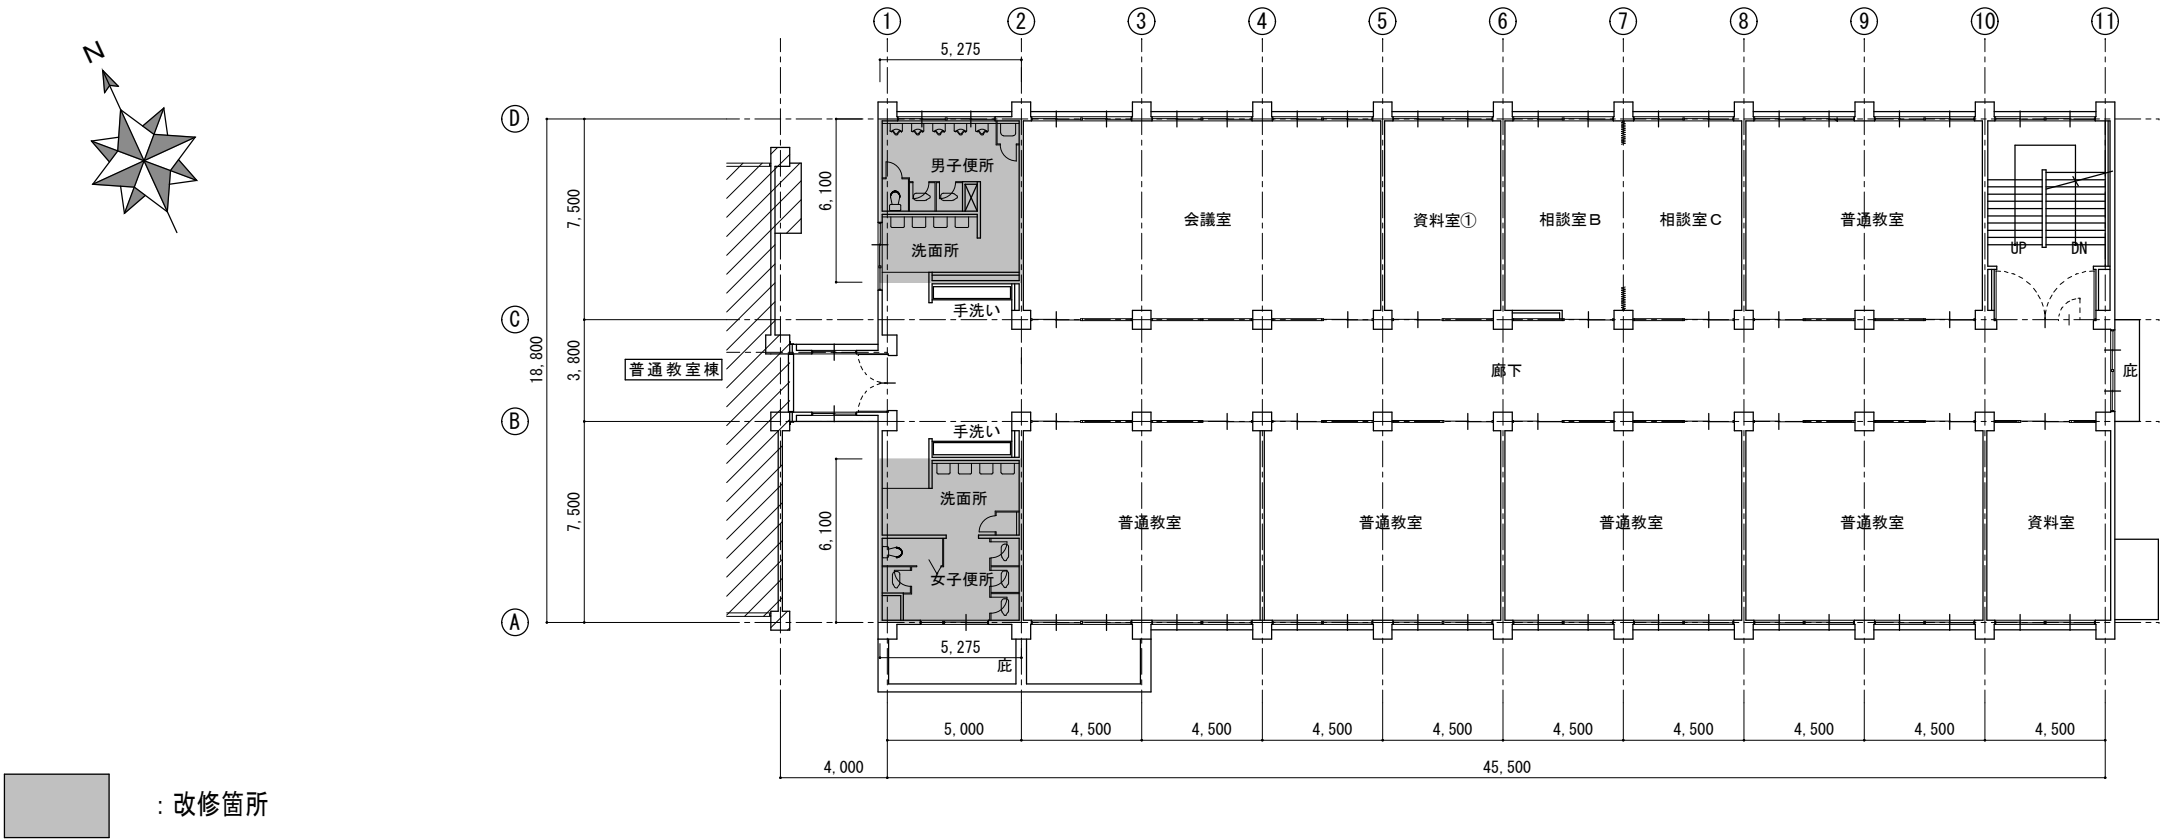 ① ② ③ ④ ⑤ ⑥ ⑦ ⑧ ⑨ ⑩ ⑪
N
5,275
Ⓓ
男子便所
7,500
6,100
会議室
資料室①
相談室B
相談室C
普通教室
洗面所
UP
DN
手洗い
Ⓒ
18,800
3,800
普通教室棟
廊下
庇
Ⓑ
手洗い
洗面所
7,500
6,100
普通教室
普通教室
普通教室
普通教室
資料室
女子便所
Ⓐ
5,275
庇
5,000 4,500 4,500 4,500 4,500 4,500 4,500 4,500 4,500 4,500
4,000
45,500
：改修箇所